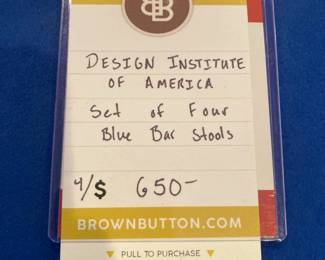 DESIGN INSTITUTE
OF AMERICA
Set of Four
Blue Bar Stools
4/$ 650-
BROWNBUTTON.COM
PULL TO PURCHASE